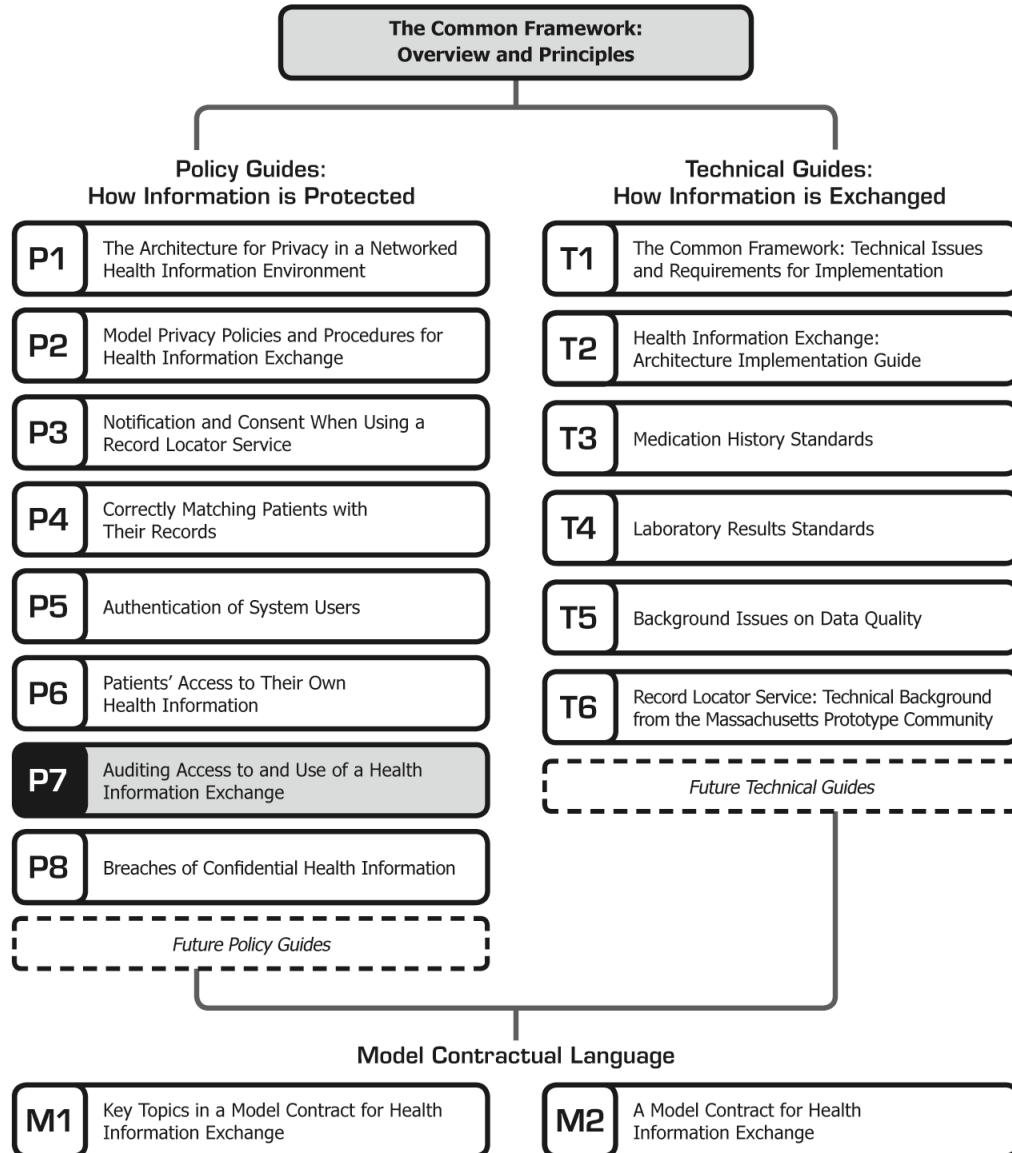 The Common Framework:
Overview and Principles
Policy Guides:
How Information is Protected
P1
The Architecture for Privacy in a Networked
Health Information Environment
P2
Model Privacy Policies and Procedures for
Health Information Exchange
P3
Notification and Consent When Using a
Record Locator Service
P4
Correctly Matching Patients with
Their Records
P5
Authentication of System Users
P6
Patients’ Access to Their Own
Health Information
P7
Auditing Access to and Use of a Health
Information Exchange
P8
Breaches of Confidential Health Information
Future Policy Guides
Technical Guides:
How Information is Exchanged
T1
The Common Framework: Technical Issues
and Requirements for Implementation
T2
Health Information Exchange:
Architecture Implementation Guide
T3
Medication History Standards
T4
Laboratory Results Standards
T5
Background Issues on Data Quality
T6
Record Locator Service: Technical Background
from the Massachusetts Prototype Community
Future Technical Guides
Model Contractual Language
M1
Key Topics in a Model Contract for Health
Information Exchange
M2
A Model Contract for Health
Information Exchange